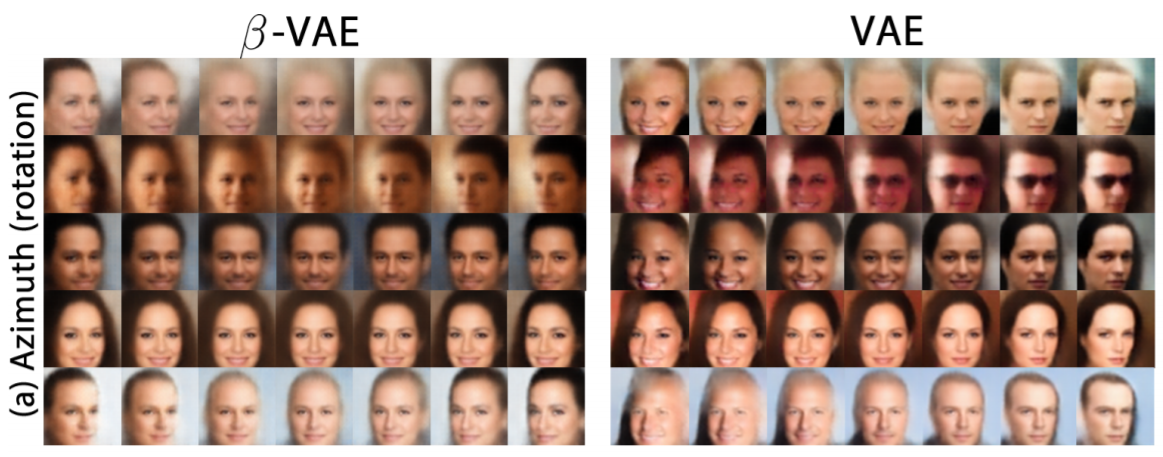 β-VAE
VAE
(a) Azimuth (rotation)